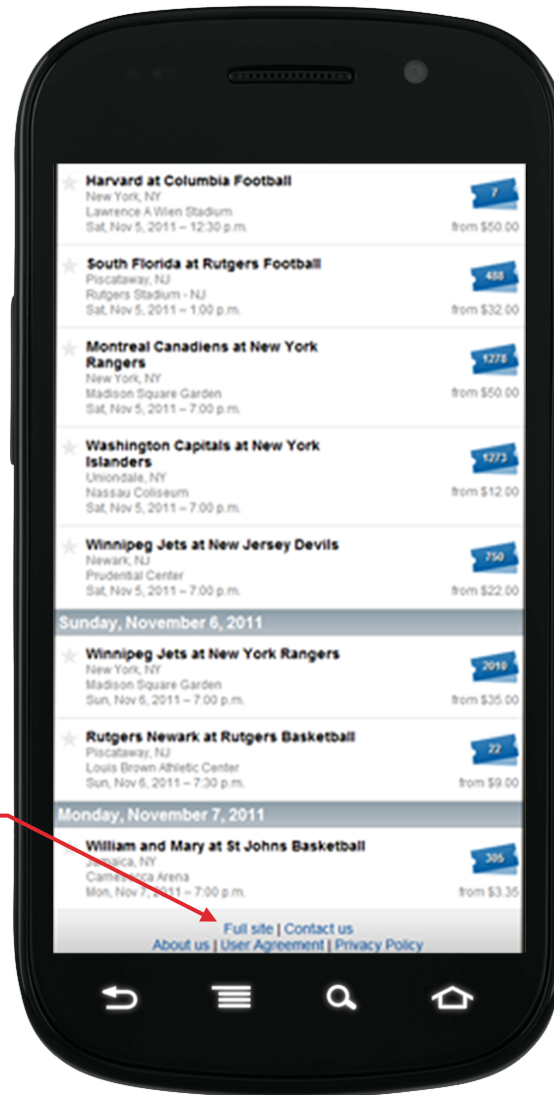 Harvard at Columbia Football
New York, NY
Lawrence A Wien Stadium
Sat, Nov 5, 2011 – 12:30 p.m.
7
from $50.00
South Florida at Rutgers Football
Piscataway, NJ
Rutgers Stadium - NJ
Sat, Nov 5, 2011 – 1:00 p.m.
488
from $32.00
Montreal Canadiens at New York
Rangers
New York, NY
Madison Square Garden
Sat, Nov 5, 2011 – 7:00 p.m.
1278
from $50.00
Washington Capitals at New York
Islanders
Uniondale, NY
Nassau Coliseum
Sat, Nov 5, 2011 – 7:00 p.m.
1273
from $12.00
Winnipeg Jets at New Jersey Devils
Newark, NJ
Prudential Center
Sat, Nov 5, 2011 – 7:00 p.m.
750
from $22.00
Sunday, November 6, 2011
Winnipeg Jets at New York Rangers
New York, NY
Madison Square Garden
Sun, Nov 6, 2011 – 7:00 p.m.
2010
from $35.00
Rutgers Newark at Rutgers Basketball
Piscataway, NJ
Louis Brown Athletic Center
Sun, Nov 6, 2011 – 7:30 p.m.
22
from $9.00
Monday, November 7, 2011
William and Mary at St Johns Basketball
Jamaica, NY
Carnesecca Arena
Mon, Nov 7, 2011 – 7:00 p.m.
305
from $3.35
Full site | Contact us
About us | User Agreement | Privacy Policy